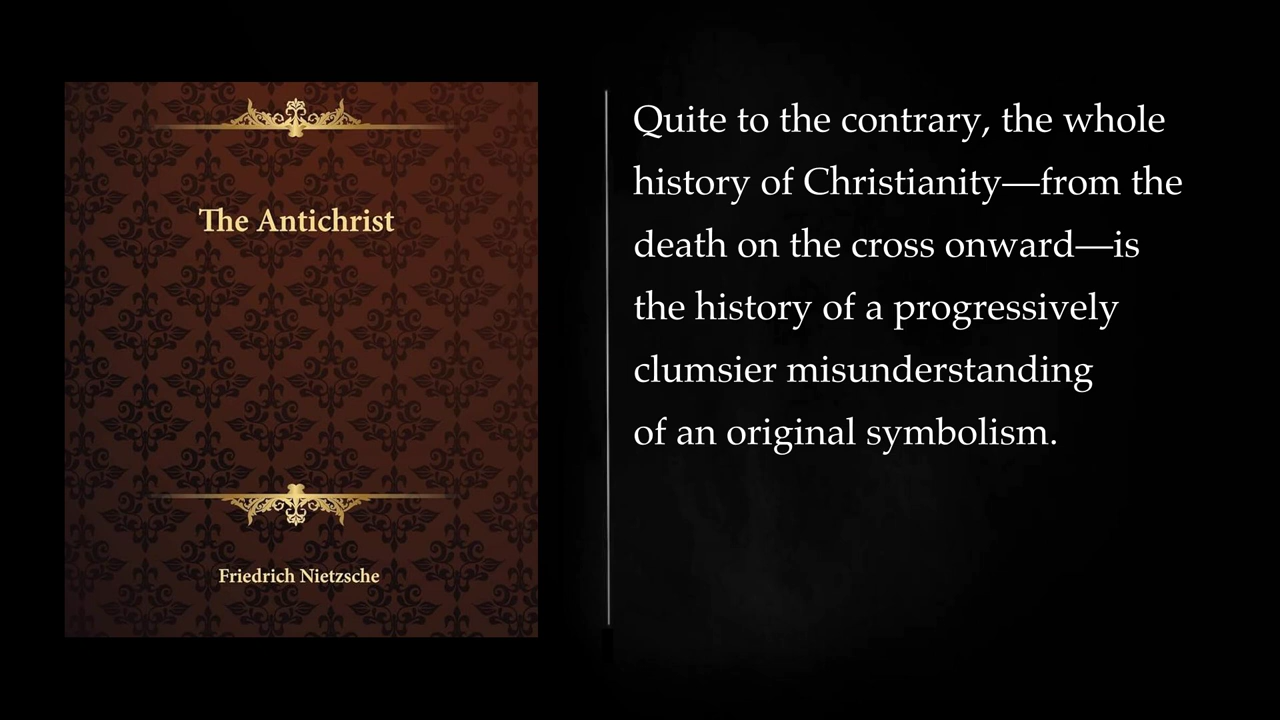 The Antichrist
Friedrich Nietzsche
Quite to the contrary, the whole
history of Christianity—from the
death on the cross onward—is
the history of a progressively
clumsier misunderstanding
of an original symbolism.